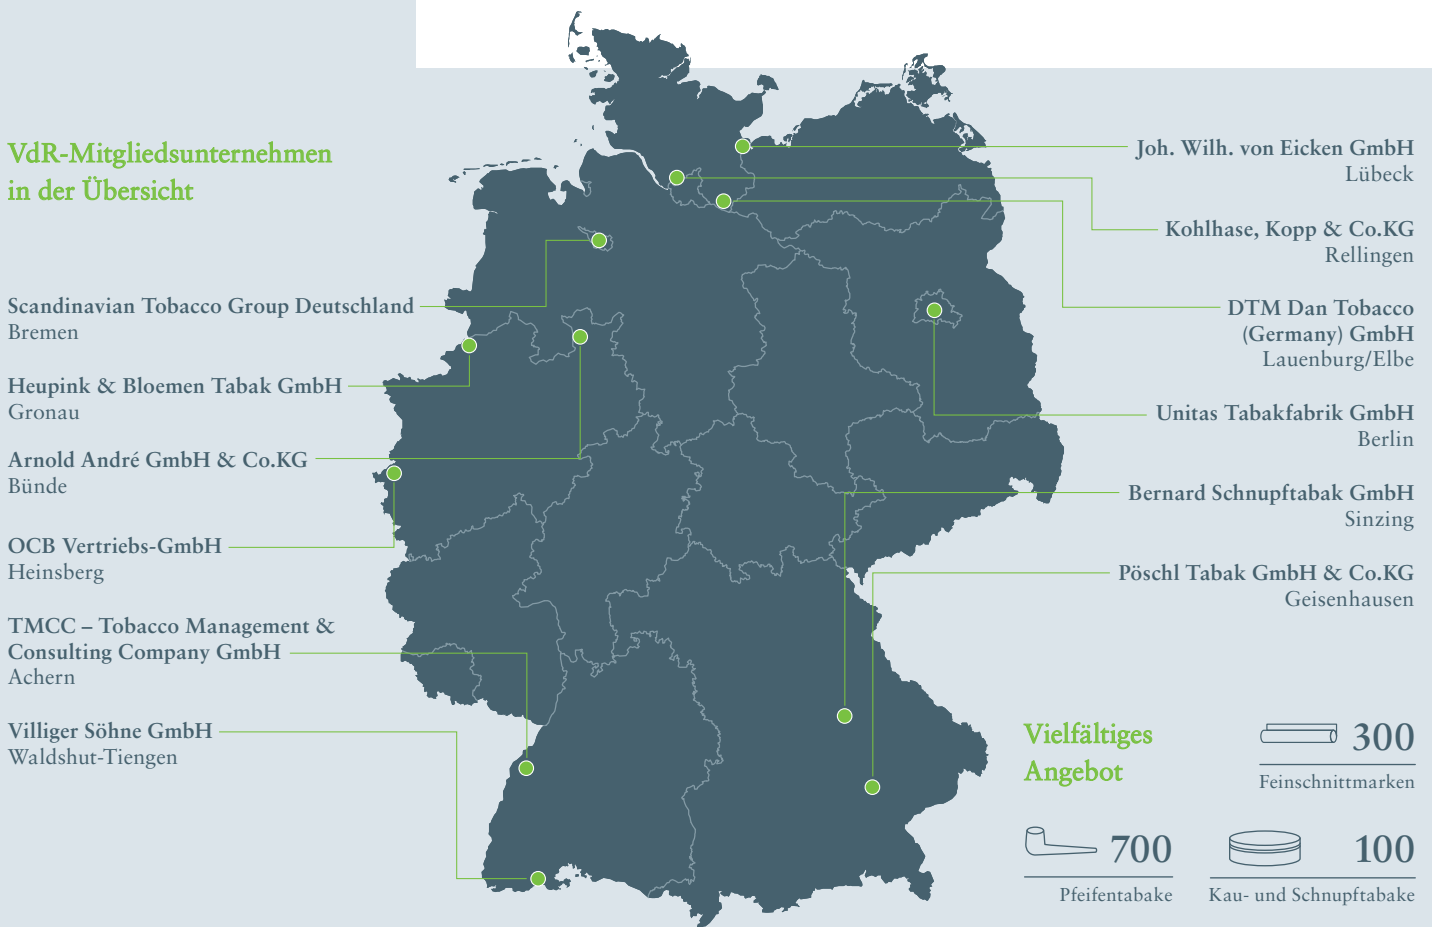 VdR-Mitgliedsunternehmen
in der Übersicht
Scandinavian Tobacco Group Deutschland
Bremen
Heupink & Bloemen Tabak GmbH
Gronau
Arnold André GmbH & Co.KG
Bünde
OCB Vertriebs-GmbH
Heinsberg
TMCC – Tobacco Management &
Consulting Company GmbH
Achern
Villiger Söhne GmbH
Waldshut-Tiengen
Joh. Wilh. von Eicken GmbH
Lübeck
Kohlhase, Kopp & Co.KG
Rellingen
DTM Dan Tobacco
(Germany) GmbH
Lauenburg/Elbe
Unitas Tabakfabrik GmbH
Berlin
Bernard Schnupftabak GmbH
Sinzing
Pöschl Tabak GmbH & Co.KG
Geisenhausen
Vielfältiges
Angebot
300
Feinschnittmarken
700
Pfeifentabake
100
Kau- und Schnupftabake